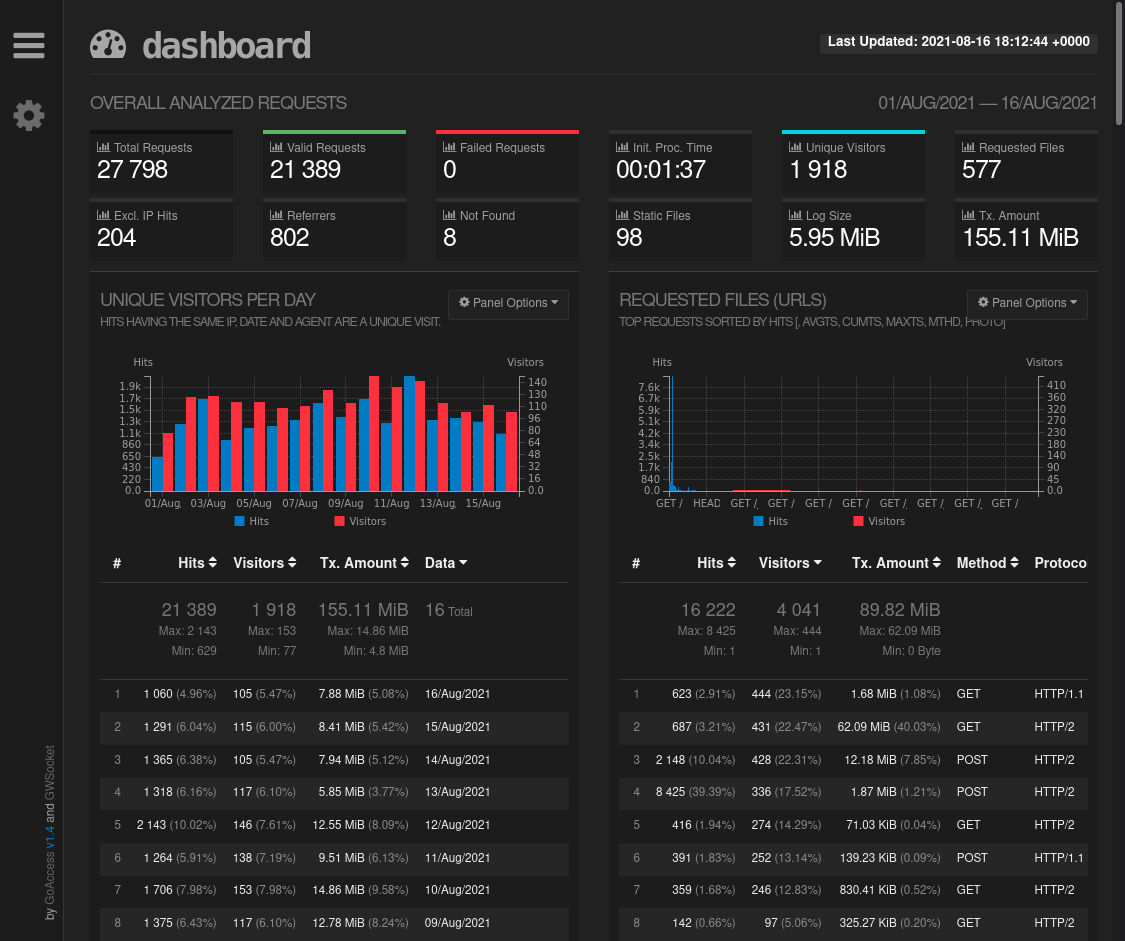 dashboard
Last Updated: 2021-08-16 18:12:44 +0000
OVERALL ANALYZED REQUESTS
01/AUG/2021 — 16/AUG/2021
Total Requests
27 798
Valid Requests
21 389
Failed Requests
0
Init. Proc. Time
00:01:37
Unique Visitors
1 918
Requested Files
577
Excl. IP Hits
204
Referrers
802
Not Found
8
Static Files
98
Log Size
5.95 MiB
Tx. Amount
155.11 MiB
UNIQUE VISITORS PER DAY
Panel Options
HITS HAVING THE SAME IP, DATE AND AGENT ARE A UNIQUE VISIT.
Hits
Visitors
1.9k
1.7k
1.5k
1.3k
1.1k
860
650
430
220
0.0
140
130
110
96
80
64
48
32
16
0.0
01/Aug 03/Aug 05/Aug 07/Aug 09/Aug 11/Aug 13/Aug 15/Aug
Hits Visitors
# Hits Visitors Tx. Amount Data
21 389 1 918 155.11 MiB 16 Total
Max: 2 143 Max: 153 Max: 14.86 MiB
Min: 629 Min: 77 Min: 4.8 MiB
1 1 060 (4.96%) 105 (5.47%) 7.88 MiB (5.08%) 16/Aug/2021
2 1 291 (6.04%) 115 (6.00%) 8.41 MiB (5.42%) 15/Aug/2021
3 1 365 (6.38%) 105 (5.47%) 7.94 MiB (5.12%) 14/Aug/2021
4 1 318 (6.16%) 117 (6.10%) 5.85 MiB (3.77%) 13/Aug/2021
5 2 143 (10.02%) 146 (7.61%) 12.55 MiB (8.09%) 12/Aug/2021
6 1 264 (5.91%) 138 (7.19%) 9.51 MiB (6.13%) 11/Aug/2021
7 1 706 (7.98%) 153 (7.98%) 14.86 MiB (9.58%) 10/Aug/2021
8 1 375 (6.43%) 117 (6.10%) 12.78 MiB (8.24%) 09/Aug/2021
REQUESTED FILES (URLS)
Panel Options
TOP REQUESTS SORTED BY HITS [, AVGTS, CUMTS, MAXTS, MTHD, PROTO]
Hits
Visitors
7.6k
6.7k
5.9k
5.1k
4.2k
3.4k
2.5k
1.7k
840
0.0
410
360
320
270
230
180
140
90
45
0.0
GET / HEAD GET / GET / GET / GET / GET / GET / GET / GET /
Hits Visitors
# Hits Visitors Tx. Amount Method Protoco
16 222 4 041 89.82 MiB
Max: 8 425 Max: 444 Max: 62.09 MiB
Min: 1 Min: 1 Min: 0 Byte
1 623 (2.91%) 444 (23.15%) 1.68 MiB (1.08%) GET HTTP/1.1
2 687 (3.21%) 431 (22.47%) 62.09 MiB (40.03%) GET HTTP/2
3 2 148 (10.04%) 428 (22.31%) 12.18 MiB (7.85%) POST HTTP/2
4 8 425 (39.39%) 336 (17.52%) 1.87 MiB (1.21%) POST HTTP/2
5 416 (1.94%) 274 (14.29%) 71.03 KiB (0.04%) GET HTTP/2
6 391 (1.83%) 252 (13.14%) 139.23 KiB (0.09%) POST HTTP/1.1
7 359 (1.68%) 246 (12.83%) 830.41 KiB (0.52%) GET HTTP/2
8 142 (0.66%) 97 (5.06%) 325.27 KiB (0.20%) GET HTTP/2
by GoAccess v1.4 and GWSocket